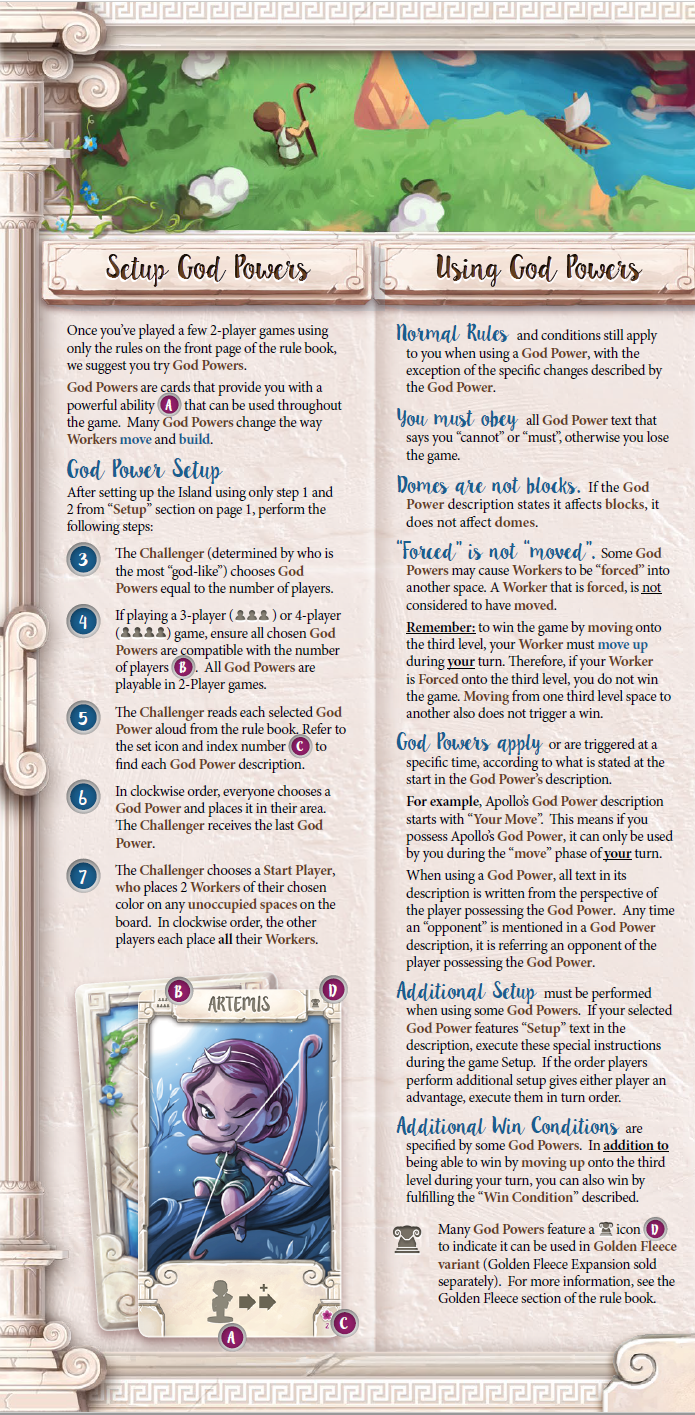 Setup God Powers
Once you've played a few 2-player games using
only the rules on the front page of the rule book,
we suggest you try God Powers.
God Powers are cards that provide you with a
powerful ability A that can be used throughout
the game. Many God Powers change the way
Workers move and build.
God Power Setup
After setting up the Island using only step 1 and
2 from "Setup" section on page 1, perform the
following steps:
3 The Challenger (determined by who is
the most "god-like") chooses God
Powers equal to the number of players.
4 If playing a 3-player ( ) or 4-player
( ) game, ensure all chosen God
Powers are compatible with the number
of players B. All God Powers are
playable in 2-Player games.
5 The Challenger reads each selected God
Power aloud from the rule book. Refer to
the set icon and index number C to
find each God Power description.
6 In clockwise order, everyone chooses a
God Power and places it in their area.
The Challenger receives the last God
Power.
7 The Challenger chooses a Start Player,
who places 2 Workers of their chosen
color on any unoccupied spaces on the
board. In clockwise order, the other
players each place all their Workers.
B
D
ARTEMIS
+
2
C
A
Using God Powers
Normal Rules and conditions still apply
to you when using a God Power, with the
exception of the specific changes described by
the God Power.
You must obey all God Power text that
says you "cannot" or "must", otherwise you lose
the game.
Domes are not blocks. If the God
Power description states it affects blocks, it
does not affect domes.
"Forced" is not "moved". Some God
Powers may cause Workers to be "forced" into
another space. A Worker that is forced, is not
considered to have moved.
Remember: to win the game by moving onto
the third level, your Worker must move up
during your turn. Therefore, if your Worker
is Forced onto the third level, you do not win
the game. Moving from one third level space to
another also does not trigger a win.
God Powers apply or are triggered at a
specific time, according to what is stated at the
start in the God Power's description.
For example, Apollo's God Power description
starts with "Your Move". This means if you
possess Apollo's God Power, it can only be used
by you during the "move" phase of your turn.
When using a God Power, all text in its
description is written from the perspective of
the player possessing the God Power. Any time
an "opponent" is mentioned in a God Power
description, it is referring an opponent of the
player possessing the God Power.
Additional Setup must be performed
when using some God Powers. If your selected
God Power features "Setup" text in the
description, execute these special instructions
during the game Setup. If the order players
perform additional setup gives either player an
advantage, execute them in turn order.
Additional Win Conditions are
specified by some God Powers. In addition to
being able to win by moving up onto the third
level during your turn, you can also win by
fulfilling the "Win Condition" described.
Many God Powers feature a icon D
to indicate it can be used in Golden Fleece
variant (Golden Fleece Expansion sold
separately). For more information, see the
Golden Fleece section of the rule book.